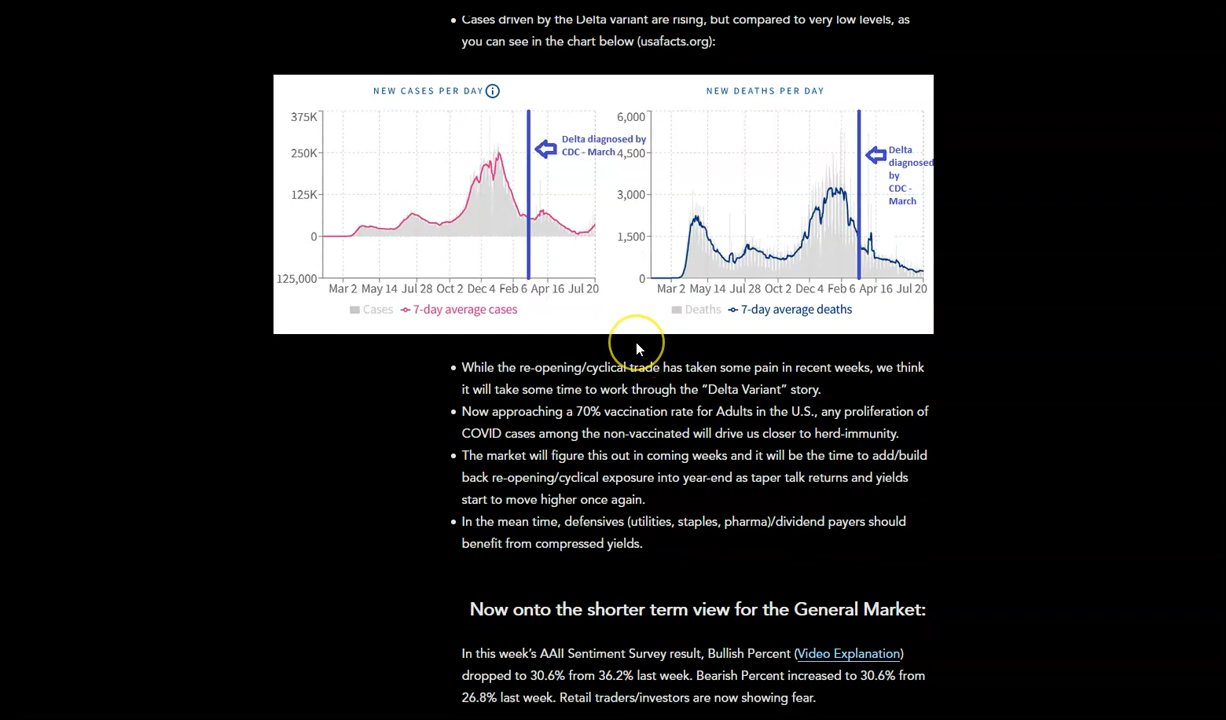 • Cases driven by the Delta variant are rising, but compared to very low levels, as
you can see in the chart below (usafacts.org):
NEW CASES PER DAY
375K
250K
125K
0
125,000
Delta diagnosed by
CDC - March
Mar 2 May 14 Jul 28 Oct 2 Dec 4 Feb 6 Apr 16 Jul 20
Cases 7-day average cases
NEW DEATHS PER DAY
6,000
4,500
3,000
1,500
0
Delta
diagnosed
by
CDC -
March
Mar 2 May 14 Jul 28 Oct 2 Dec 4 Feb 6 Apr 16 Jul 20
Deaths 7-day average deaths
• While the re-opening/cyclical trade has taken some pain in recent weeks, we think
it will take some time to work through the “Delta Variant” story.
• Now approaching a 70% vaccination rate for Adults in the U.S., any proliferation of
COVID cases among the non-vaccinated will drive us closer to herd-immunity.
• The market will figure this out in coming weeks and it will be the time to add/build
back re-opening/cyclical exposure into year-end as taper talk returns and yields
start to move higher once again.
• In the mean time, defensives (utilities, staples, pharma)/dividend payers should
benefit from compressed yields.
Now onto the shorter term view for the General Market:
In this week’s AAII Sentiment Survey result, Bullish Percent (Video Explanation)
dropped to 30.6% from 36.2% last week. Bearish Percent increased to 30.6% from
26.8% last week. Retail traders/investors are now showing fear.